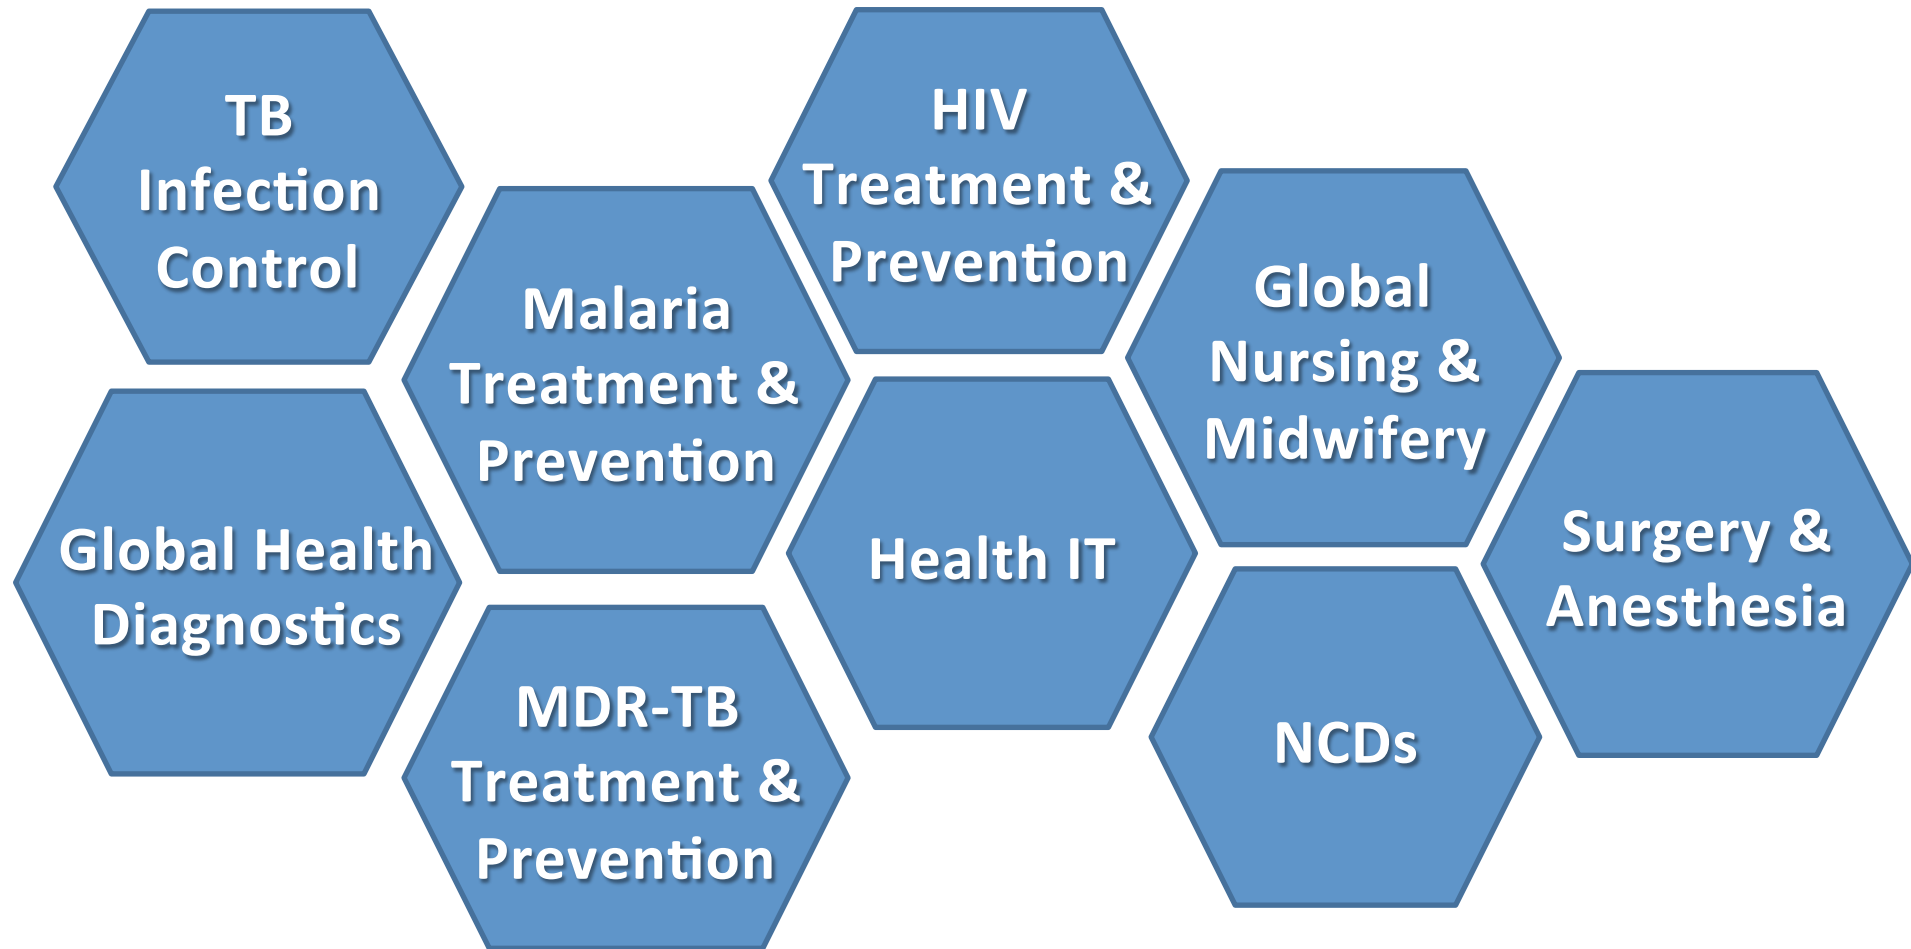 TB
Infection
Control
HIV
Treatment &
Prevention
Malaria
Treatment &
Prevention
Global
Nursing &
Midwifery
Global Health
Diagnostics
Health IT
Surgery &
Anesthesia
MDR-TB
Treatment &
Prevention
NCDs